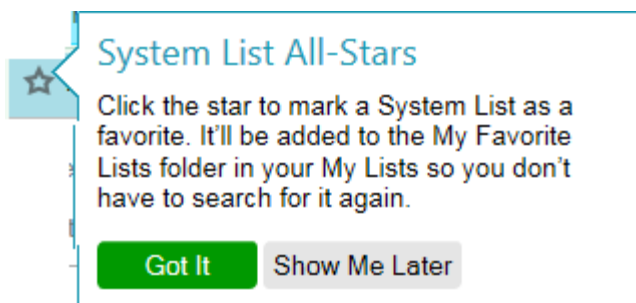 System List All-Stars
Click the star to mark a System List as a
favorite. It'll be added to the My Favorite
Lists folder in your My Lists so you don't
have to search for it again.
Got It Show Me Later